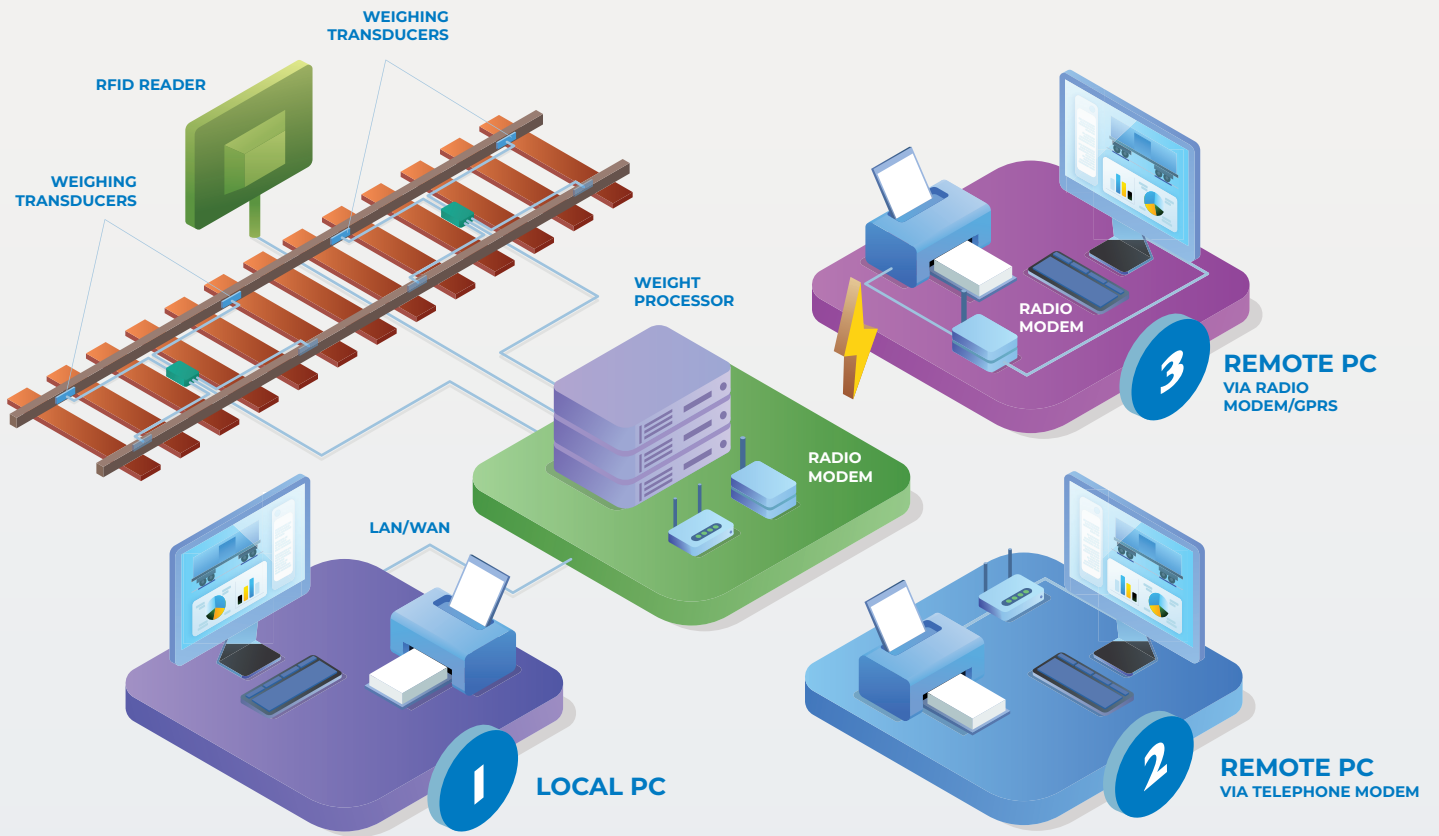 WEIGHING
TRANSDUCERS
RFID READER
WEIGHING
TRANSDUCERS
WEIGHT
PROCESSOR
RADIO
MODEM
3
REMOTE PC
VIA RADIO
MODEM/GPRS
RADIO
MODEM
LAN/WAN
1
LOCAL PC
2
REMOTE PC
VIA TELEPHONE MODEM